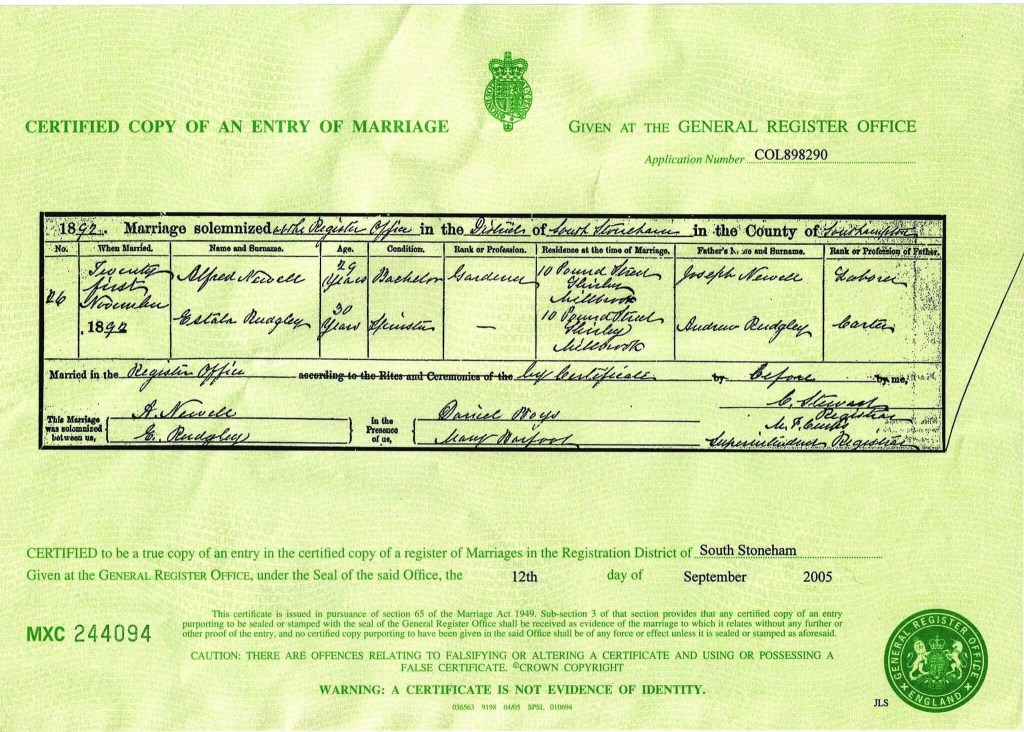 CERTIFIED COPY OF AN ENTRY OF MARRIAGE
GIVEN AT THE GENERAL REGISTER OFFICE
Application Number COL898290
1892. Marriage solemnized at the Register Office in the District of South Stoneham in the County of Southampton
No. When Married. Name and Surname. Age. Condition. Rank or Profession. Residence at the time of Marriage. Father's and Surname. Rank or Profession of Father.
26
Twenty
first
November
1892
Alfred Newell
29
Years
Bachelor
Gardener
10 Pound Street
Shirley
Millbrook
Joseph Newell
Laborer
Estala Rudgley
30
Years
Spinster
—
10 Pound Street
Shirley
Millbrook
Andrew Rudgley
Carter
Married in the Register Office according to the Rites and Ceremonies of the by Certificate by before by me,
This Marriage
was solemnized
between us,
A. Newell
E. Rudgley
In the
Presence
of us,
Daniel Boys
Mary Barfoot
C. Stewart
Registrar
Superintendent Registrar
CERTIFIED to be a true copy of an entry in the certified copy of a register of Marriages in the Registration District of South Stoneham
Given at the GENERAL REGISTER OFFICE, under the Seal of the said Office, the 12th day of September 2005
This certificate is issued in pursuance of section 65 of the Marriage Act 1949. Sub-section 3 of that section provides that any certified copy of an entry
purporting to be sealed or stamped with the seal of the General Register Office shall be received as evidence of the marriage to which it relates without any further or
other proof of the entry, and no certified copy purporting to have been given in the said Office shall be of any force or effect unless it is sealed or stamped as aforesaid.
MXC 244094
CAUTION: THERE ARE OFFENCES RELATING TO FALSIFYING OR ALTERING A CERTIFICATE AND USING OR POSSESSING A
FALSE CERTIFICATE. ©CROWN COPYRIGHT
WARNING: A CERTIFICATE IS NOT EVIDENCE OF IDENTITY.
036563 9198 04/05 SPSL 010694
GENERAL REGISTER OFFICE
ENGLAND
JLS